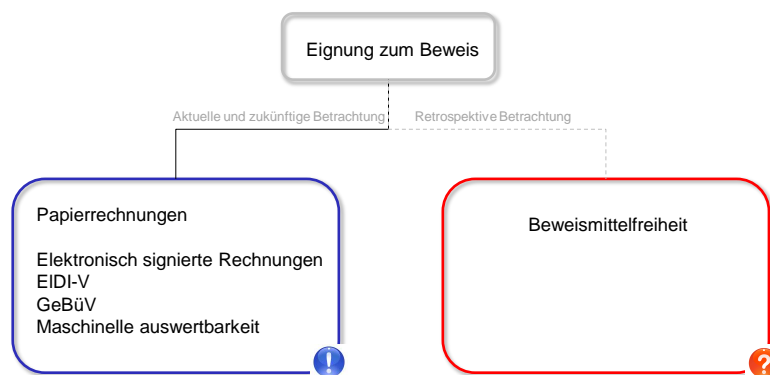 Eignung zum Beweis
Aktuelle und zukünftige Betrachtung
Retrospektive Betrachtung
Papierrechnungen
Elektronisch signierte Rechnungen
ElDI-V
GeBüV
Maschinelle auswertbarkeit
Beweismittelfreiheit